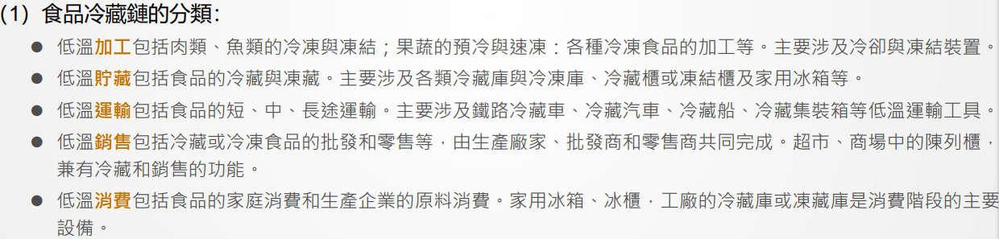 (1) 食品冷藏鏈的分類：
● 低溫加工包括肉類、魚類的冷凍與凍結；果蔬的預冷與速凍：各種冷凍食品的加工等。主要涉及冷卻與凍結裝置。
● 低溫貯藏包括食品的冷藏與凍藏。主要涉及各類冷藏庫與冷凍庫、冷藏櫃或凍結櫃及家用冰箱等。
● 低溫運輸包括食品的短、中、長途運輸。主要涉及鐵路冷藏車、冷藏汽車、冷藏船、冷藏集裝箱等低溫運輸工具。
● 低溫銷售包括冷藏或冷凍食品的批發和零售等，由生產廠家、批發商和零售商共同完成。超市、商場中的陳列櫃，
兼有冷藏和銷售的功能。
● 低溫消費包括食品的家庭消費和生產企業的原料消費。家用冰箱、冰櫃，工廠的冷藏庫或凍藏庫是消費階段的主要
設備。